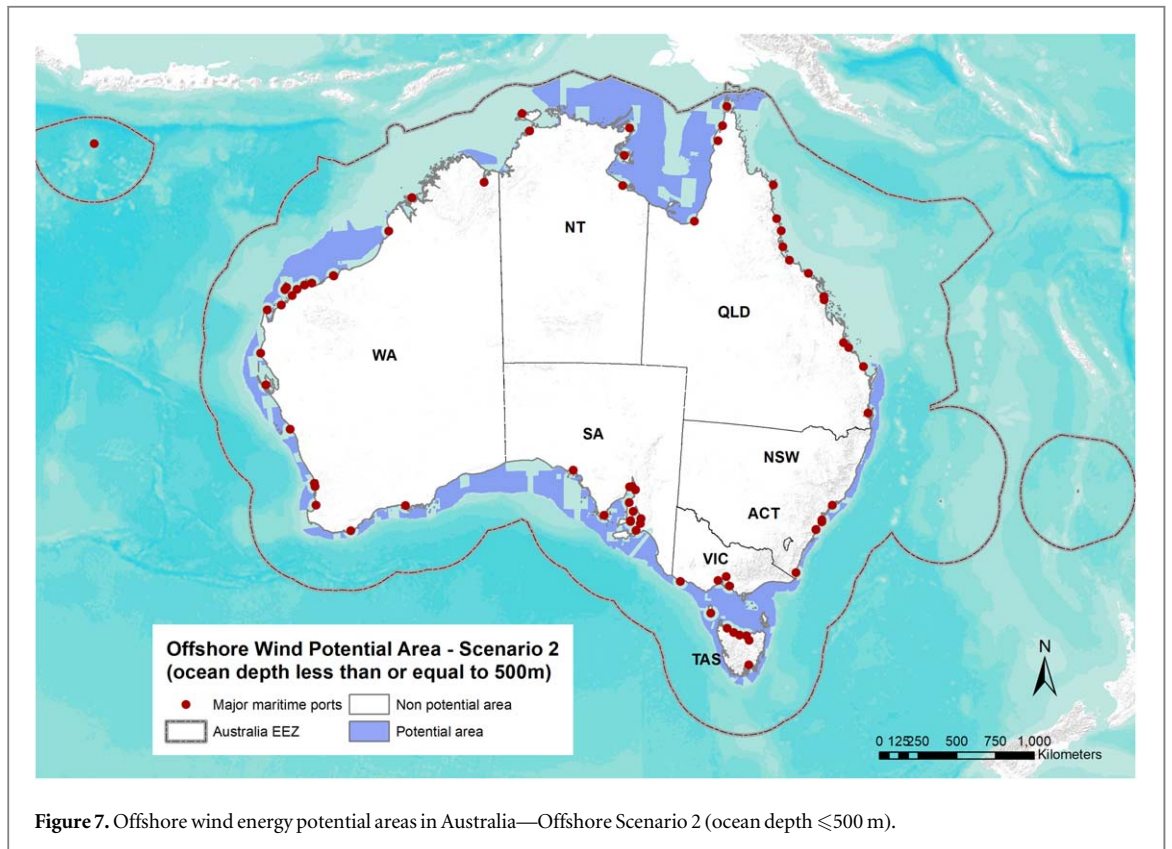 NT
QLD
WA
SA
NSW
ACT
VIC
TAS
N
Offshore Wind Potential Area - Scenario 2
(ocean depth less than or equal to 500m)
Major maritime ports
Non potential area
Australia EEZ
Potential area
0 125250 500 750 1,000
Kilometers
Figure 7. Offshore wind energy potential areas in Australia—Offshore Scenario 2 (ocean depth ⩽500 m).